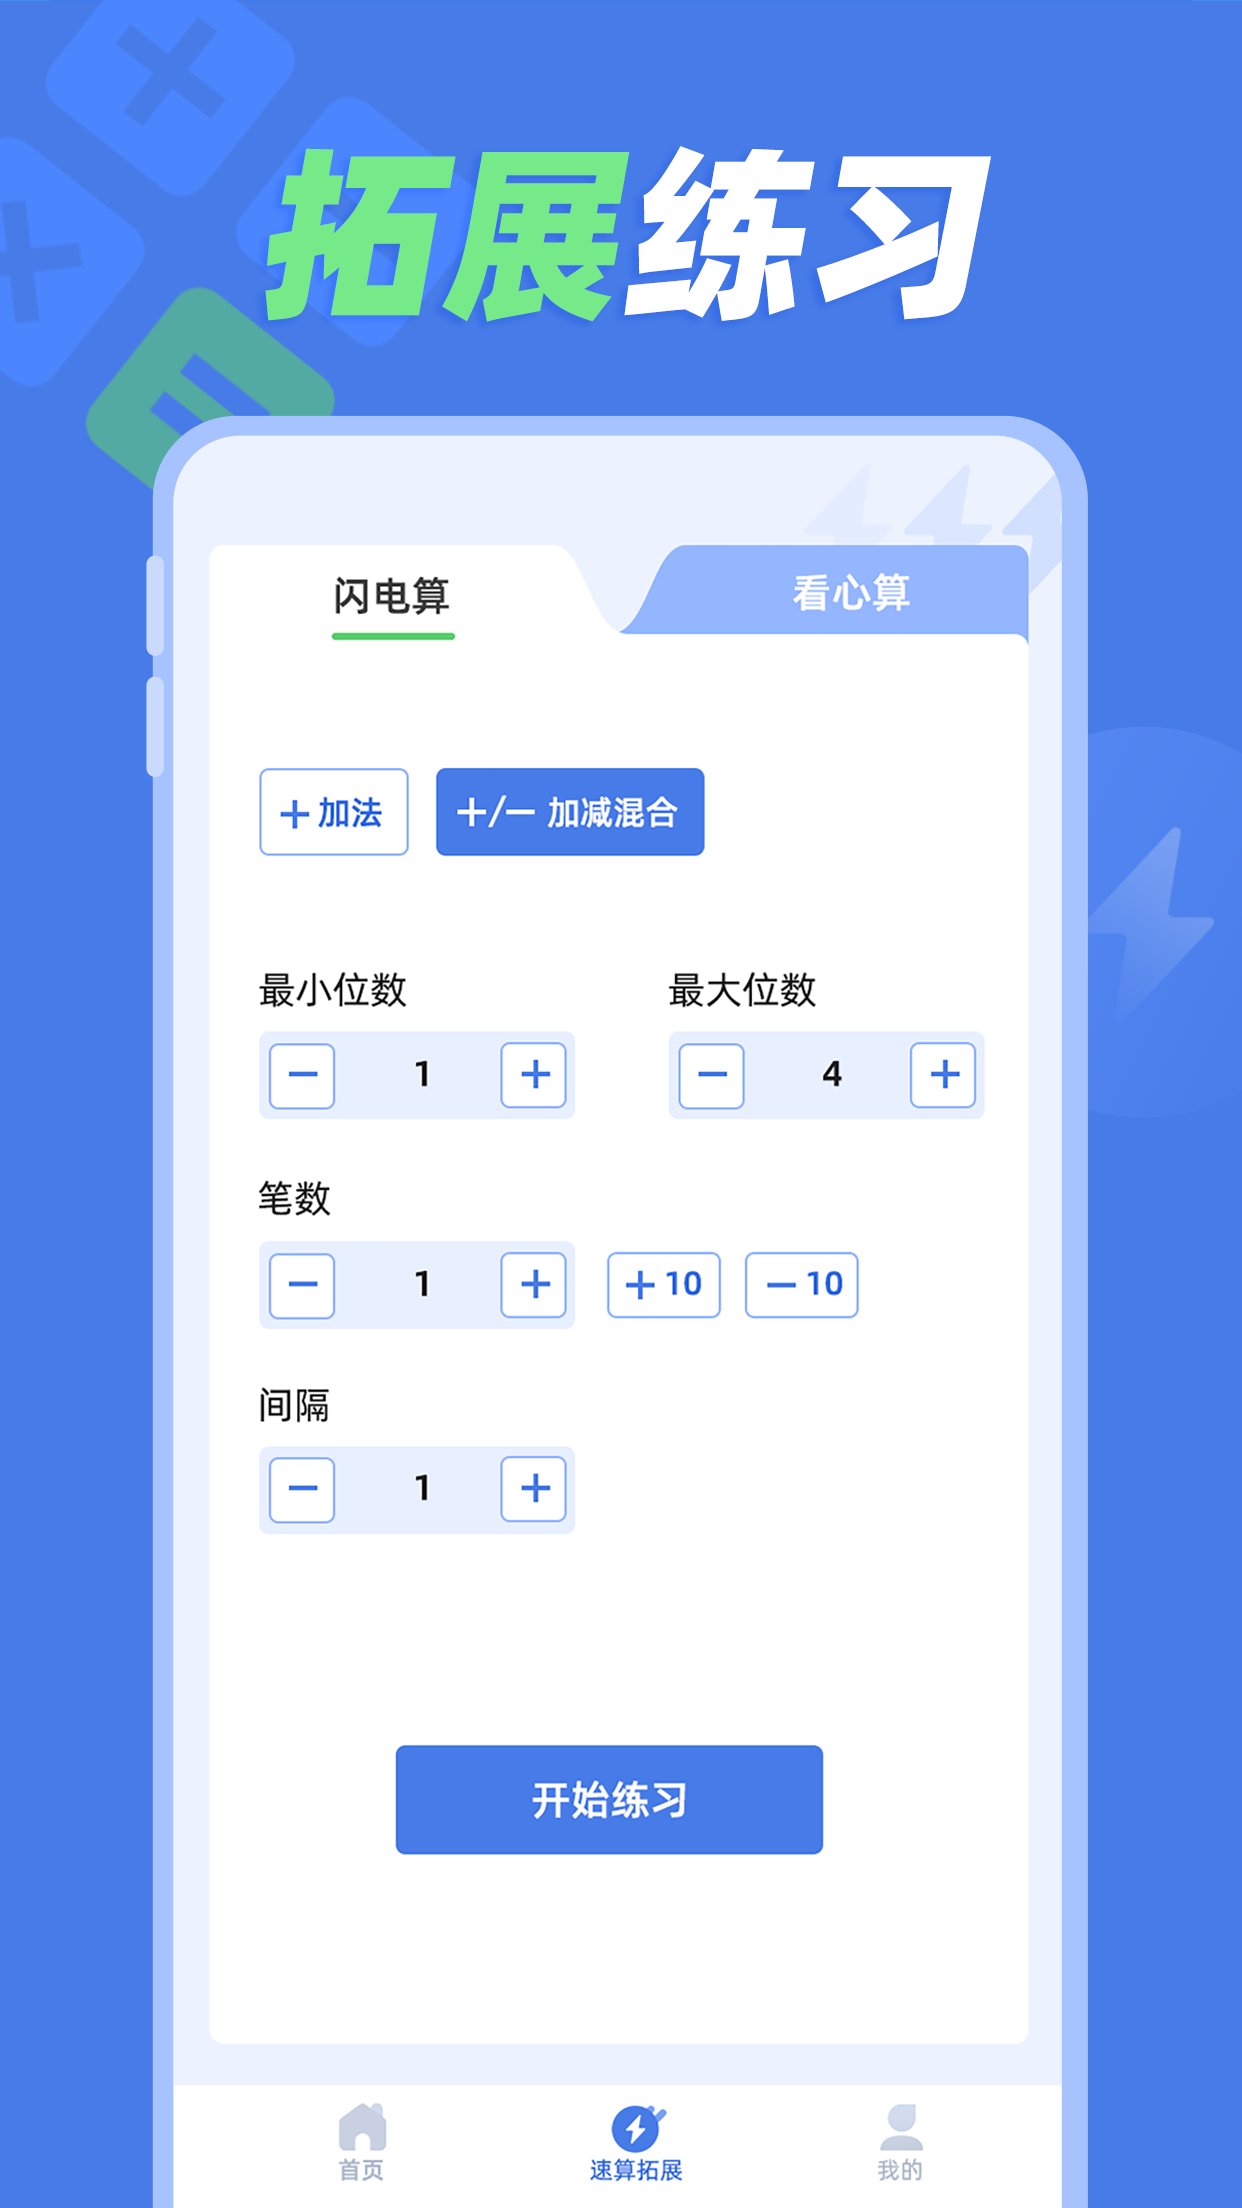 拓展练习
闪电算 看心算
+加法 +/− 加减混合
最小位数 最大位数
− 1 + − 4 +
笔数
− 1 + +10 −10
间隔
− 1 +
开始练习
首页 速算拓展 我的